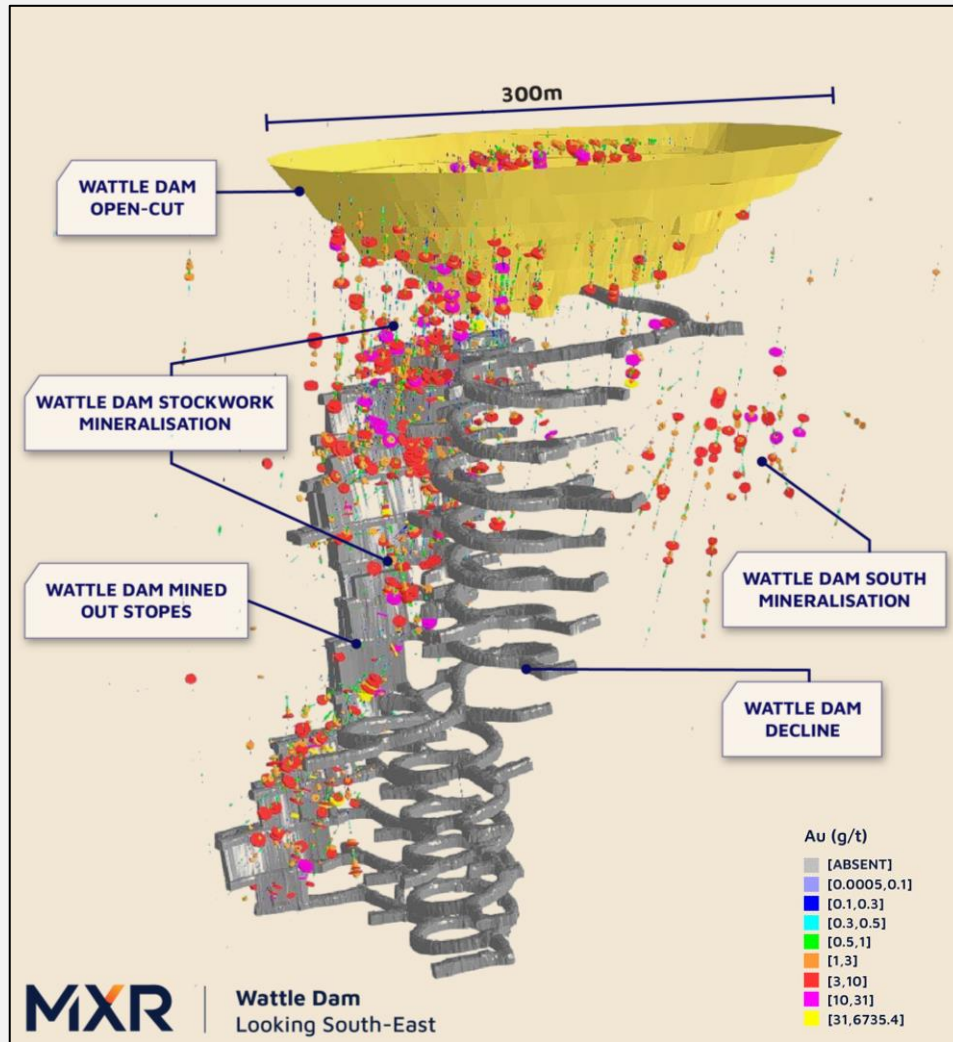 300m
WATTLE DAM
OPEN-CUT
WATTLE DAM STOCKWORK
MINERALISATION
WATTLE DAM MINED
OUT STOPES
WATTLE DAM SOUTH
MINERALISATION
WATTLE DAM
DECLINE
Au (g/t)
[ABSENT]
[0.0005,0.1]
[0.1,0.3]
[0.3,0.5]
[0.5,1]
[1,3]
[3,10]
[10,31]
[31,6735.4]
MXR
Wattle Dam
Looking South-East